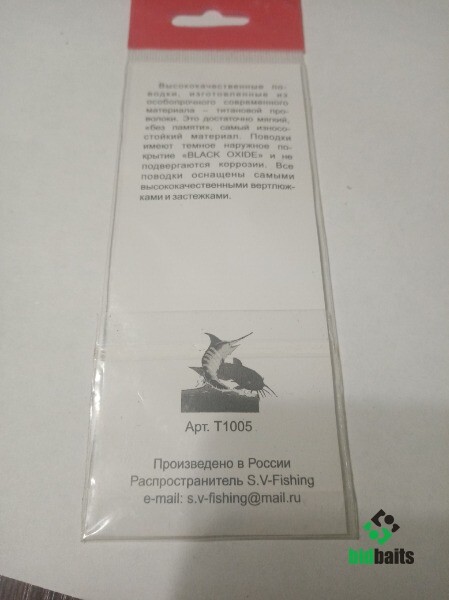 Высококачественные по-
водки, изготовленные из
особопрочного современного
материала – титановой про-
волоки. Это достаточно мягкий,
«без памяти», самый износо-
стойкий материал. Поводки
имеют темное наружное по-
крытие «BLACK OXIDE» и не
подвергаются коррозии. Все
поводки оснащены самыми
высококачественными вертлюж-
ками и застежками.
Арт. Т1005
Произведено в России
Распространитель S.V-Fishing
e-mail: s.v-fishing@mail.ru
bidbaits